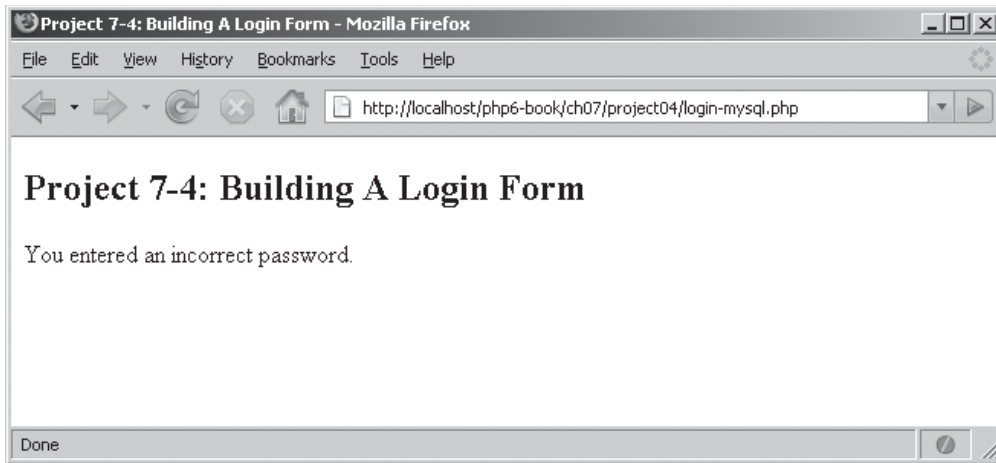 Project 7-4: Building A Login Form - Mozilla Firefox
File Edit View History Bookmarks Tools Help
http://localhost/php6-book/ch07/project04/login-mysql.php
Project 7-4: Building A Login Form
You entered an incorrect password.
Done